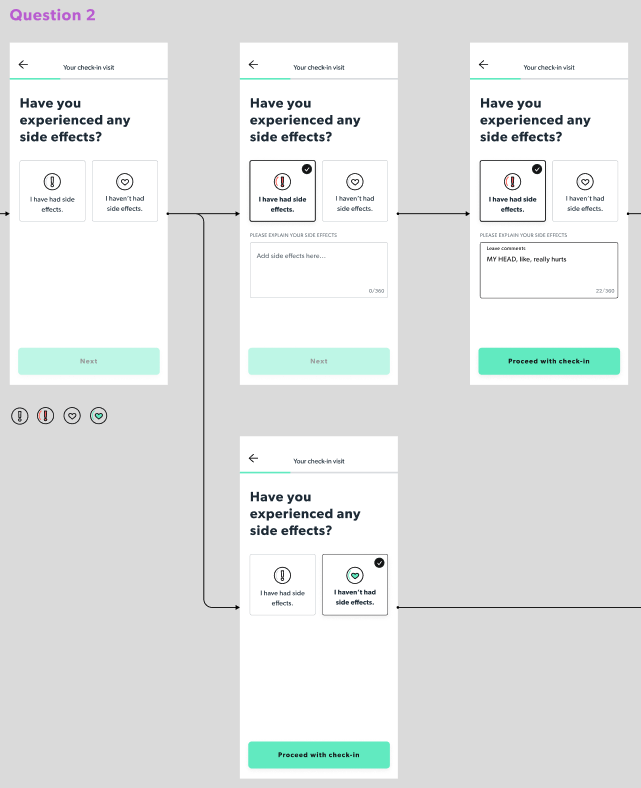 Question 2
Your check-in visit
Have you
experienced any
side effects?
I have had side
effects.
I haven't had
side effects.
Next
Your check-in visit
Have you
experienced any
side effects?
I have had side
effects.
I haven't had
side effects.
PLEASE EXPLAIN YOUR SIDE EFFECTS
Add side effects here...
0/360
Next
Your check-in visit
Have you
experienced any
side effects?
I have had side
effects.
I haven't had
side effects.
PLEASE EXPLAIN YOUR SIDE EFFECTS
Leave comments
MY HEAD, like, really hurts
22/360
Proceed with check-in
Your check-in visit
Have you
experienced any
side effects?
I have had side
effects.
I haven't had
side effects.
Proceed with check-in